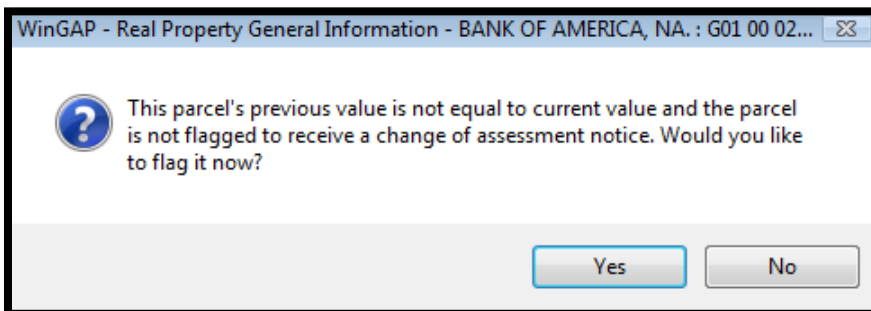 WinGAP - Real Property General Information - BANK OF AMERICA, NA. : G01 00 02...
This parcel's previous value is not equal to current value and the parcel
is not flagged to receive a change of assessment notice. Would you like
to flag it now?
Yes No